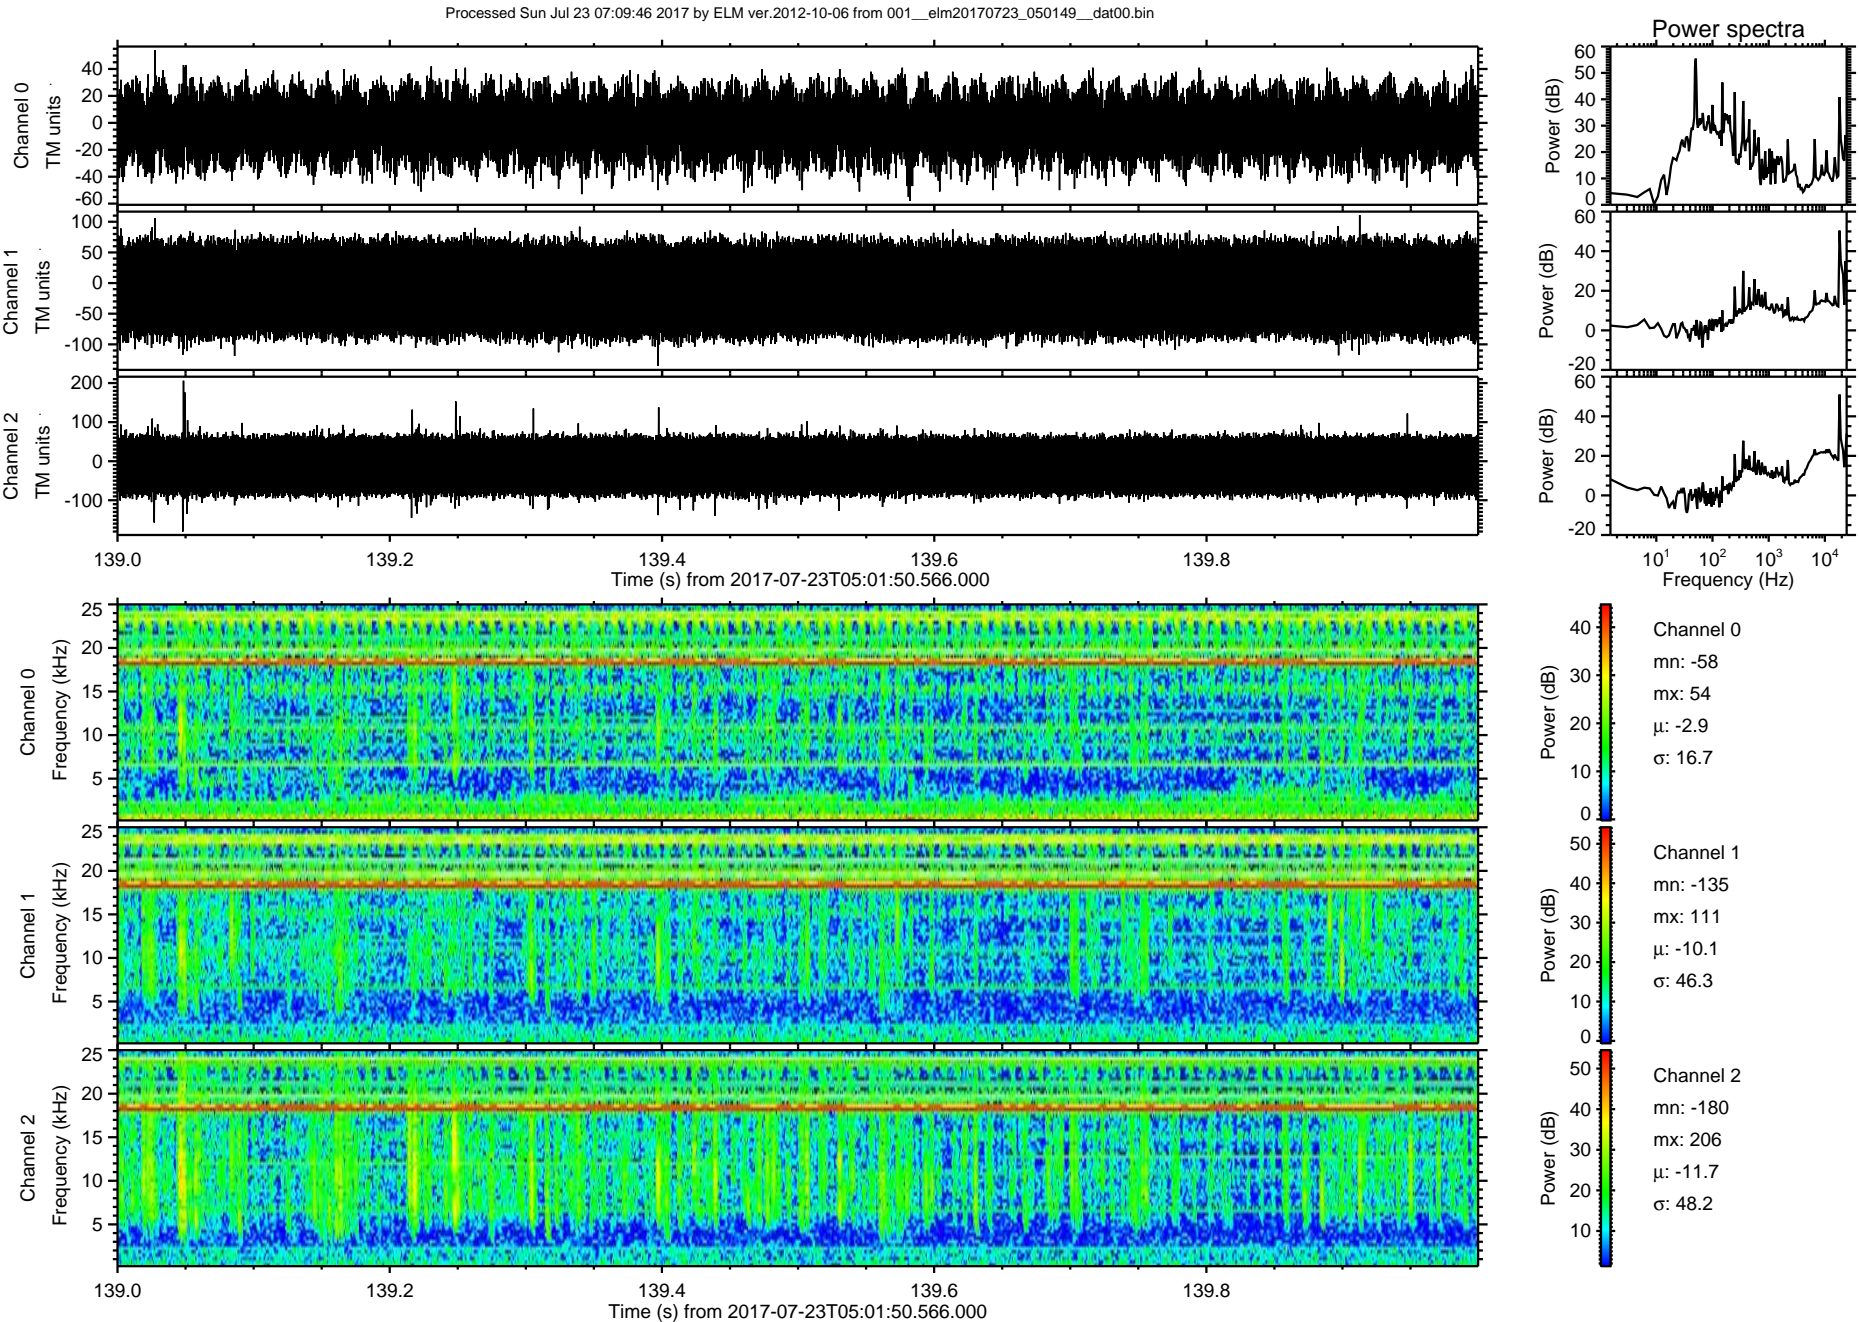 Processed Sun Jul 23 07:09:46 2017 by ELM ver.2012-10-06 from 001__elm20170723_050149__dat00.bin
Power spectra
Channel 0
TM units
40
20
0
-20
-40
-60
Power (dB)
60
50
40
30
20
10
0
Channel 1
TM units
100
50
0
-50
-100
Power (dB)
60
40
20
0
-20
Channel 2
TM units
200
100
0
-100
Power (dB)
60
40
20
0
-20
139.0
139.2
139.4
139.6
139.8
Time (s) from 2017-07-23T05:01:50.566.000
10^1
10^2
10^3
10^4
Frequency (Hz)
Channel 0
Frequency (kHz)
25
20
15
10
5
Power (dB)
40
30
20
10
0
Channel 0
mn: -58
mx: 54
μ: -2.9
σ: 16.7
Channel 1
Frequency (kHz)
25
20
15
10
5
Power (dB)
50
40
30
20
10
0
Channel 1
mn: -135
mx: 111
μ: -10.1
σ: 46.3
Channel 2
Frequency (kHz)
25
20
15
10
5
Power (dB)
50
40
30
20
10
Channel 2
mn: -180
mx: 206
μ: -11.7
σ: 48.2
139.0
139.2
139.4
139.6
139.8
Time (s) from 2017-07-23T05:01:50.566.000